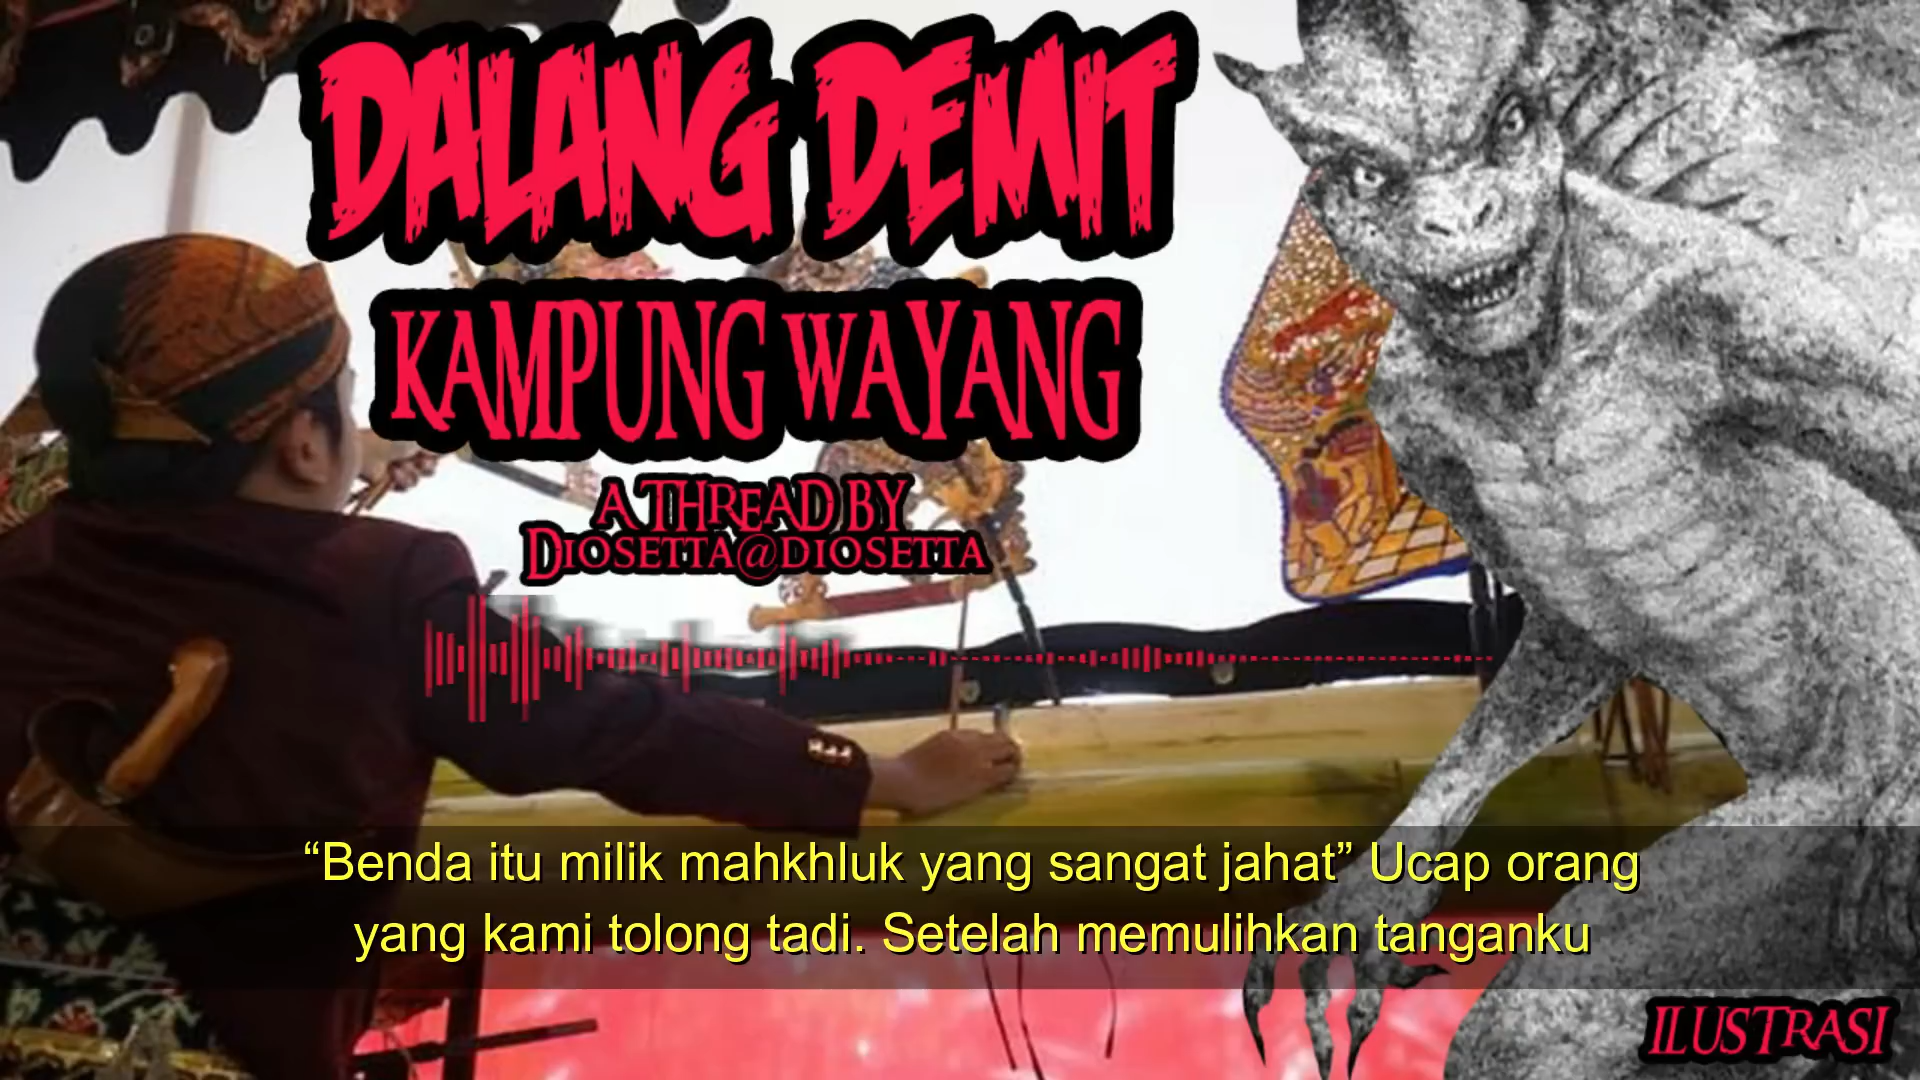 DALANG DEMIT
KAMPUNG WAYANG
A THREAD BY
DIOSETTA@DIOSETTA
“Benda itu milik mahkhluk yang sangat jahat” Ucap orang
yang kami tolong tadi. Setelah memulihkan tanganku
ILUSTRASI